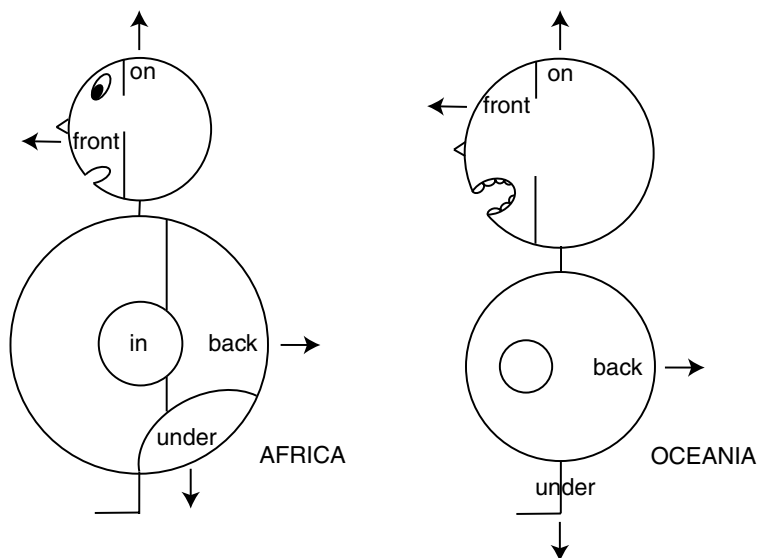 on
front
in
back
under
AFRICA
on
front
back
OCEANIA
under